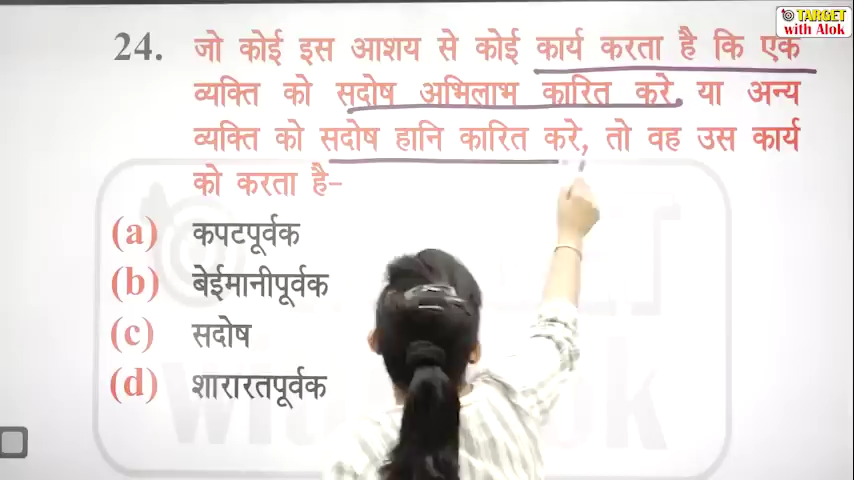 TARGET
with Alok
24. जो कोई इस आशय से कोई कार्य करता है कि एक
व्यक्ति को सदोष अभिलाभ कारित करे, या अन्य
व्यक्ति को सदोष हानि कारित करे, तो वह उस कार्य
को करता है–
(a) कपटपूर्वक
(b) बेईमानीपूर्वक
(c) सदोष
(d) शारारतपूर्वक